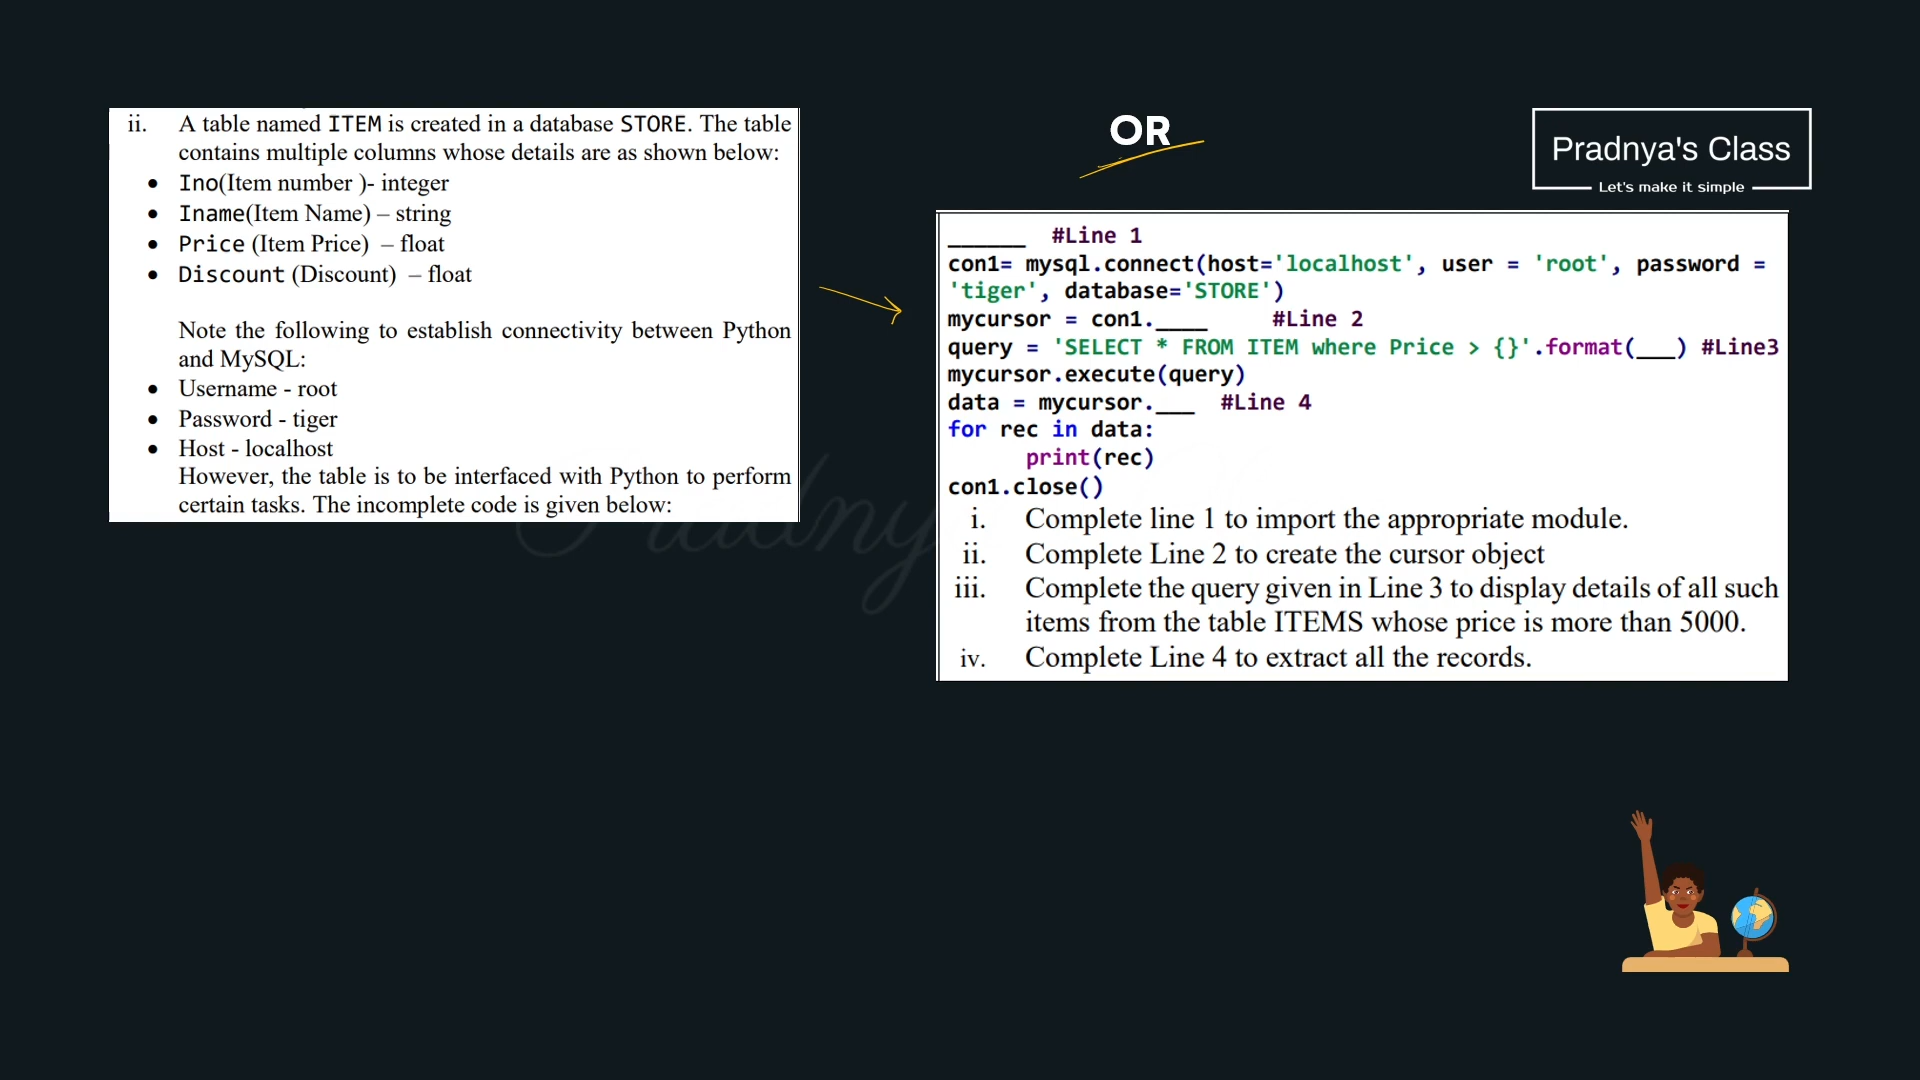 ii. A table named ITEM is created in a database STORE. The table
contains multiple columns whose details are as shown below:
• Ino(Item number )- integer
• Iname(Item Name) – string
• Price (Item Price) – float
• Discount (Discount) – float
Note the following to establish connectivity between Python
and MySQL:
• Username - root
• Password - tiger
• Host - localhost
However, the table is to be interfaced with Python to perform
certain tasks. The incomplete code is given below:
OR
Pradnya's Class
Let's make it simple
______ #Line 1
con1= mysql.connect(host='localhost', user = 'root', password =
'tiger', database='STORE')
mycursor = con1.____ #Line 2
query = 'SELECT * FROM ITEM where Price > {}'.format(___) #Line3
mycursor.execute(query)
data = mycursor.___ #Line 4
for rec in data:
print(rec)
con1.close()
i. Complete line 1 to import the appropriate module.
ii. Complete Line 2 to create the cursor object
iii. Complete the query given in Line 3 to display details of all such
items from the table ITEMS whose price is more than 5000.
iv. Complete Line 4 to extract all the records.